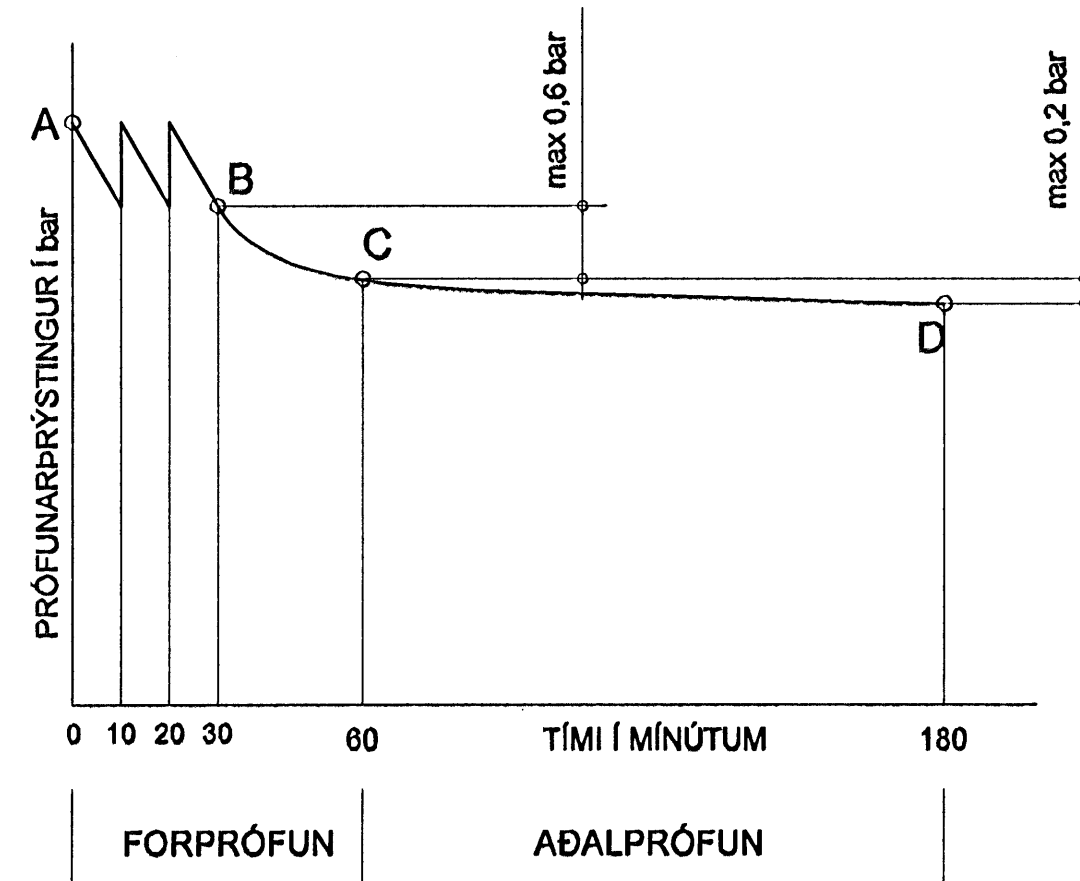 max 0,6 bar
max 0,2 bar
A
B
C
D
PRÓFUNARÞRÝSTINGUR Í bar
0 10 20 30 60 TÍMI Í MÍNÚTUM 180
FORPRÓFUN AÐALPRÓFUN